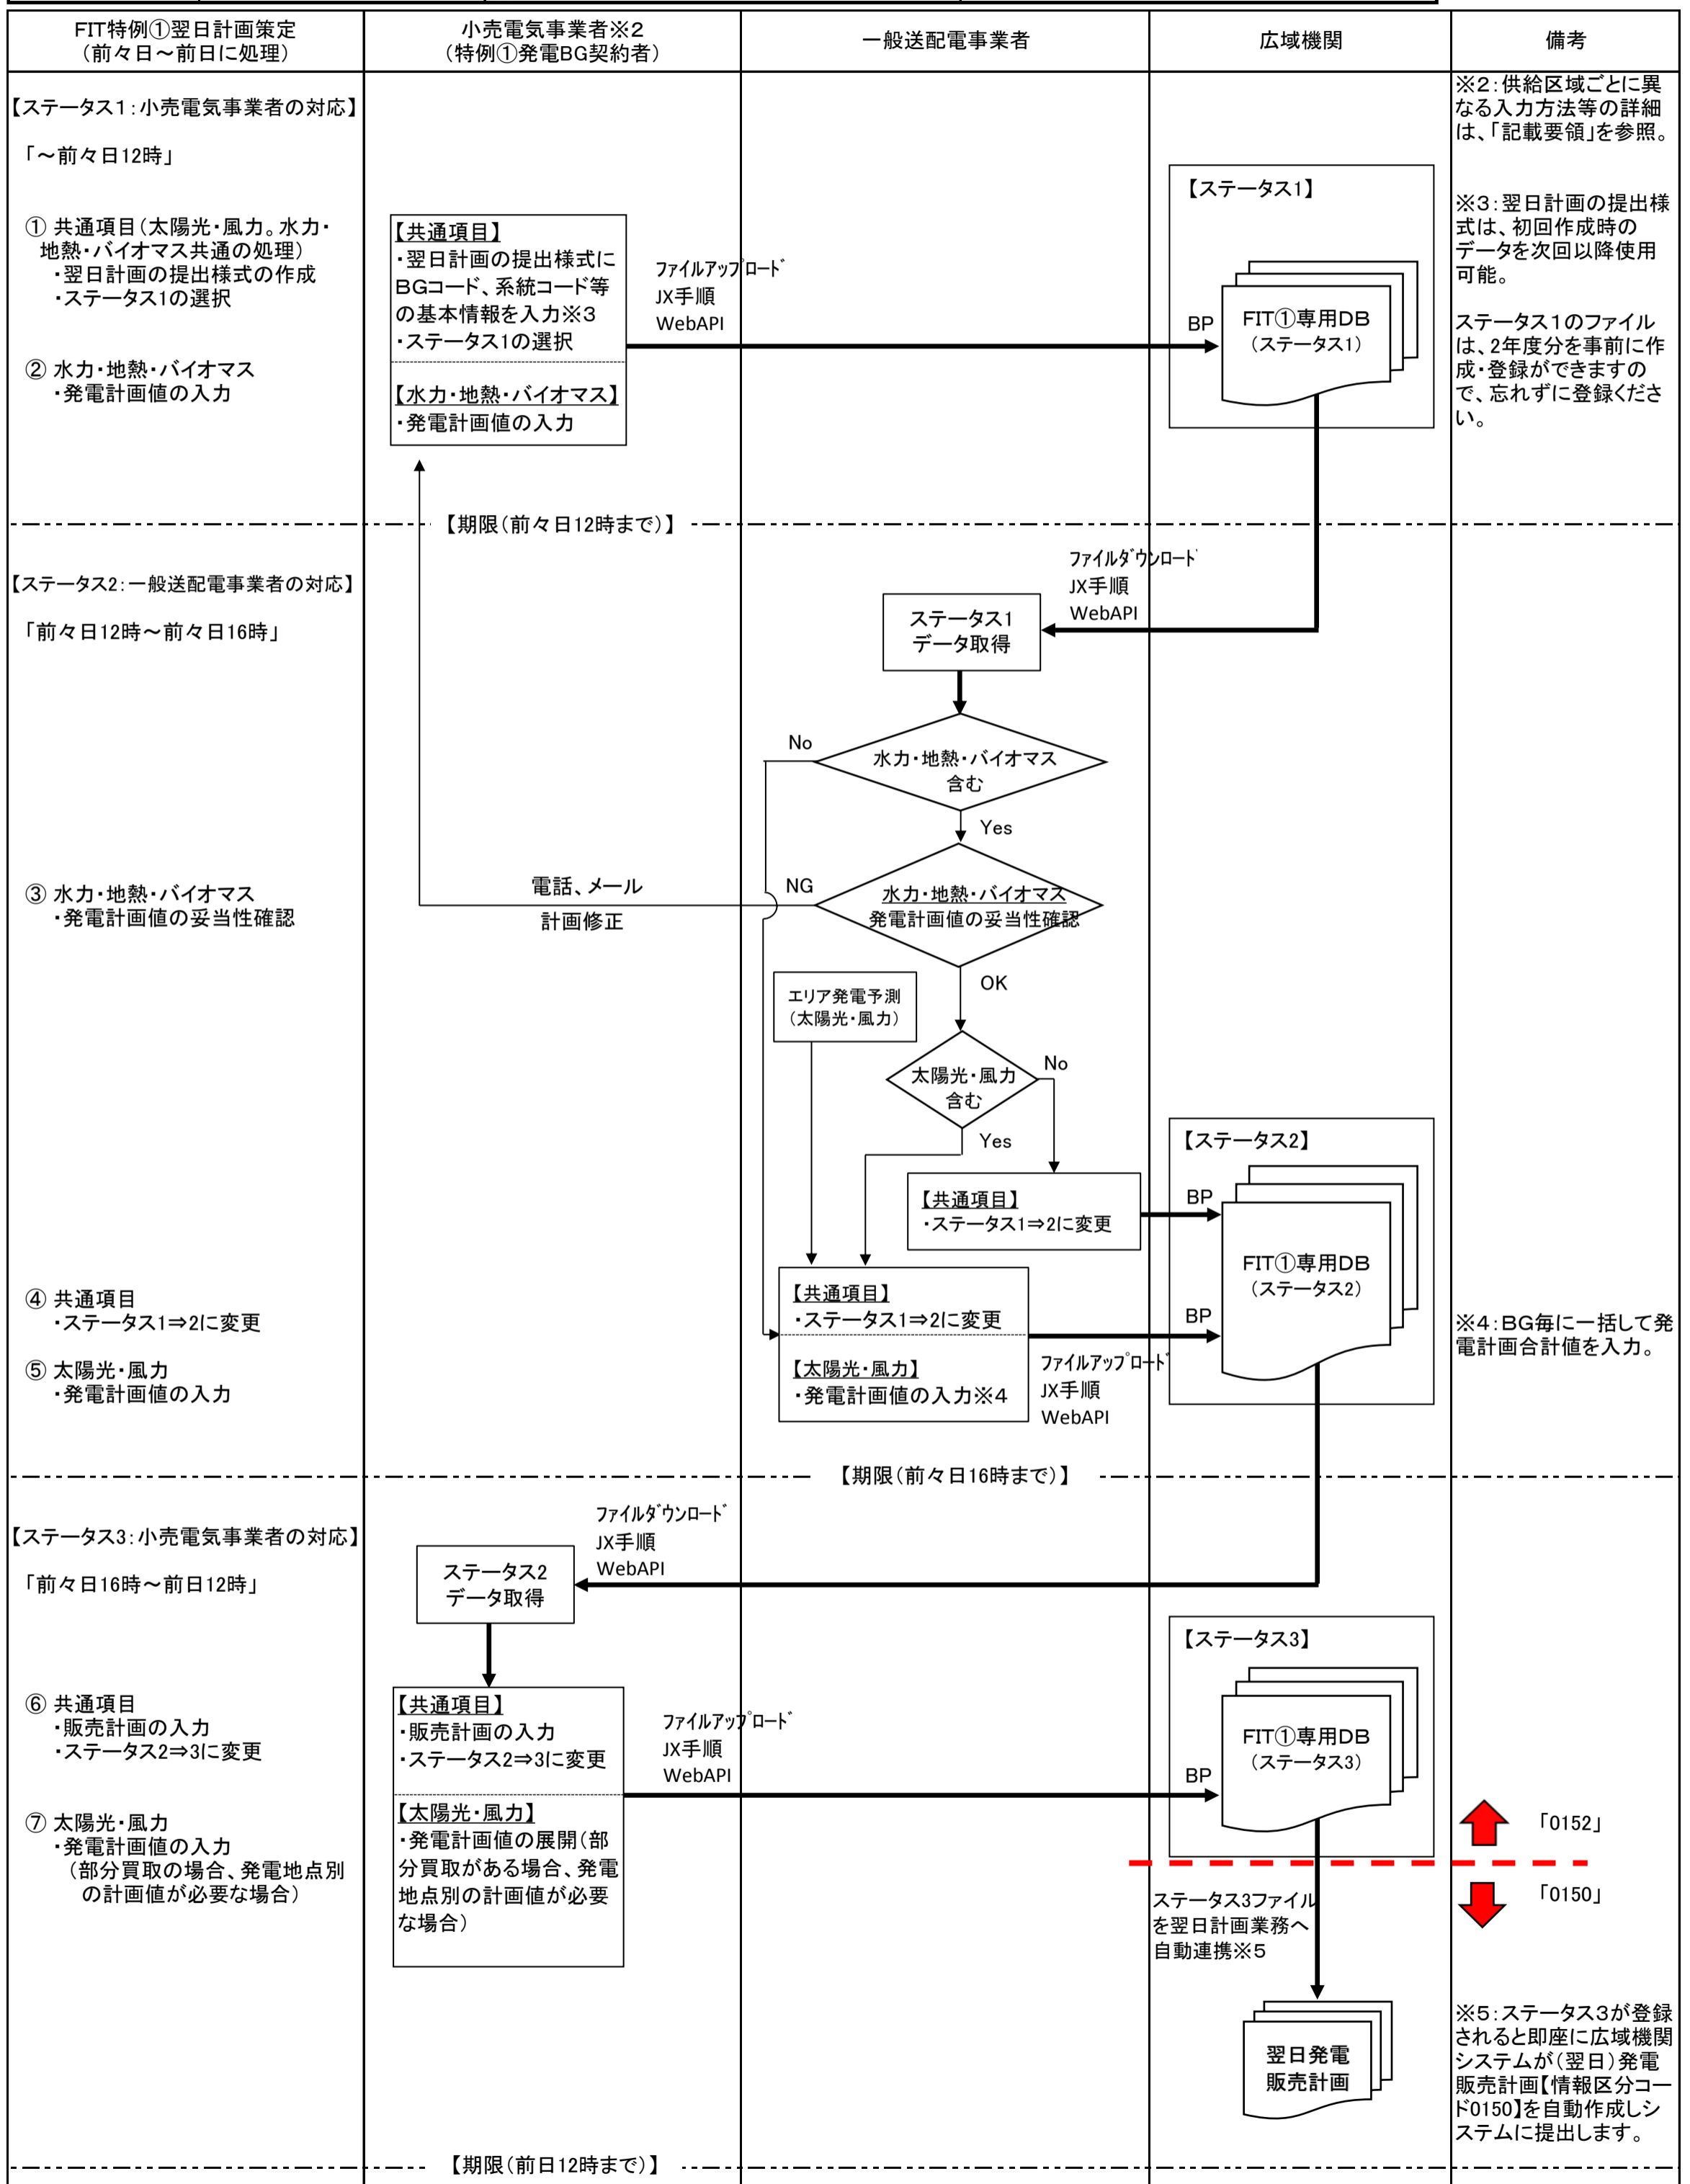 FIT特例①翌日計画策定
(前々日~前日に処理)
小売電気事業者※2
(特例①発電BG契約者)
一般送配電事業者
広域機関
備考
【ステータス1:小売電気事業者の対応】
「~前々日12時」
① 共通項目(太陽光・風力。水力・
地熱・バイオマス共通の処理)
・翌日計画の提出様式の作成
・ステータス1の選択
② 水力・地熱・バイオマス
・発電計画値の入力
【共通項目】
・翌日計画の提出様式に
BGコード、系統コード等
の基本情報を入力※3
・ステータス1の選択
【水力・地熱・バイオマス】
・発電計画値の入力
ファイルアップロード
JX手順
WebAPI
【ステータス1】
BP
FIT①専用DB
(ステータス1)
※2:供給区域ごとに異
なる入力方法等の詳細
は、「記載要領」を参照。
※3:翌日計画の提出様
式は、初回作成時の
データを次回以降使用
可能。
ステータス1のファイル
は、2年度分を事前に作
成・登録ができますの
で、忘れずに登録くださ
い。
【期限(前々日12時まで)】
【ステータス2:一般送配電事業者の対応】
「前々日12時~前々日16時」
ファイルダウンロード
JX手順
WebAPI
ステータス1
データ取得
No
水力・地熱・バイオマス
含む
Yes
③ 水力・地熱・バイオマス
・発電計画値の妥当性確認
電話、メール
計画修正
NG
水力・地熱・バイオマス
発電計画値の妥当性確認
OK
エリア発電予測
(太陽光・風力)
太陽光・風力
含む
No
Yes
【共通項目】
・ステータス1⇒2に変更
【ステータス2】
BP
FIT①専用DB
(ステータス2)
BP
④ 共通項目
・ステータス1⇒2に変更
⑤ 太陽光・風力
・発電計画値の入力
【共通項目】
・ステータス1⇒2に変更
【太陽光・風力】
・発電計画値の入力※4
ファイルアップロード
JX手順
WebAPI
※4:BG毎に一括して発
電計画合計値を入力。
【期限(前々日16時まで)】
【ステータス3:小売電気事業者の対応】
「前々日16時~前日12時」
ファイルダウンロード
JX手順
WebAPI
ステータス2
データ取得
⑥ 共通項目
・販売計画の入力
・ステータス2⇒3に変更
⑦ 太陽光・風力
・発電計画値の入力
(部分買取の場合、発電地点別
の計画値が必要な場合)
【共通項目】
・販売計画の入力
・ステータス2⇒3に変更
【太陽光・風力】
・発電計画値の展開(部
分買取がある場合、発電
地点別の計画値が必要
な場合)
ファイルアップロード
JX手順
WebAPI
【ステータス3】
BP
FIT①専用DB
(ステータス3)
「0152」
「0150」
ステータス3ファイル
を翌日計画業務へ
自動連携※5
翌日発電
販売計画
※5:ステータス3が登録
されると即座に広域機関
システムが(翌日)発電
販売計画【情報区分コー
ド0150】を自動作成しシ
ステムに提出します。
【期限(前日12時まで)】